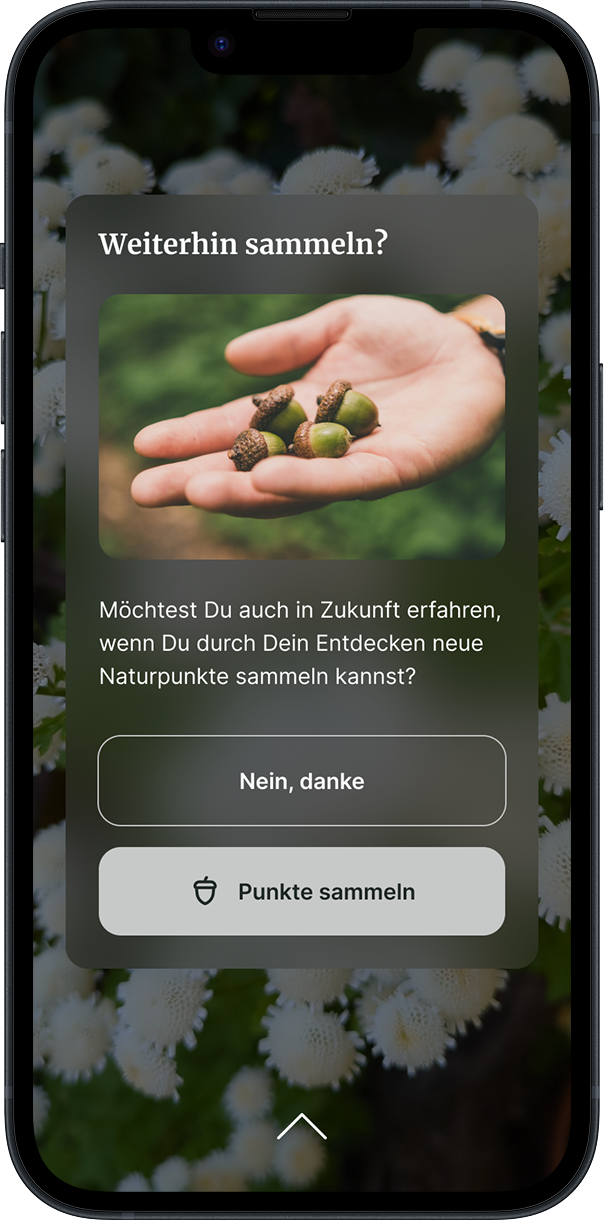 Weiterhin sammeln?
Möchtest Du auch in Zukunft erfahren,
wenn Du durch Dein Entdecken neue
Naturpunkte sammeln kannst?
Nein, danke
Punkte sammeln